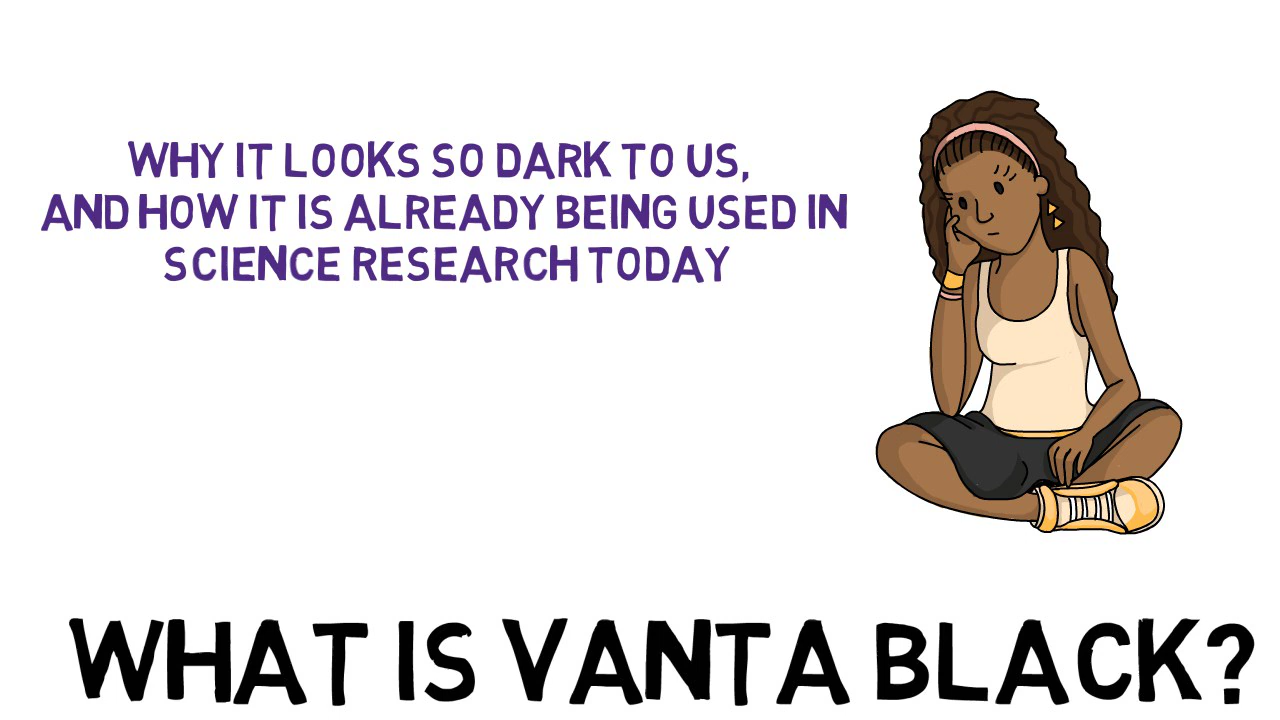 WHY IT LOOKS SO DARK TO US,
AND HOW IT IS ALREADY BEING USED IN
SCIENCE RESEARCH TODAY
WHAT IS VANTA BLACK?